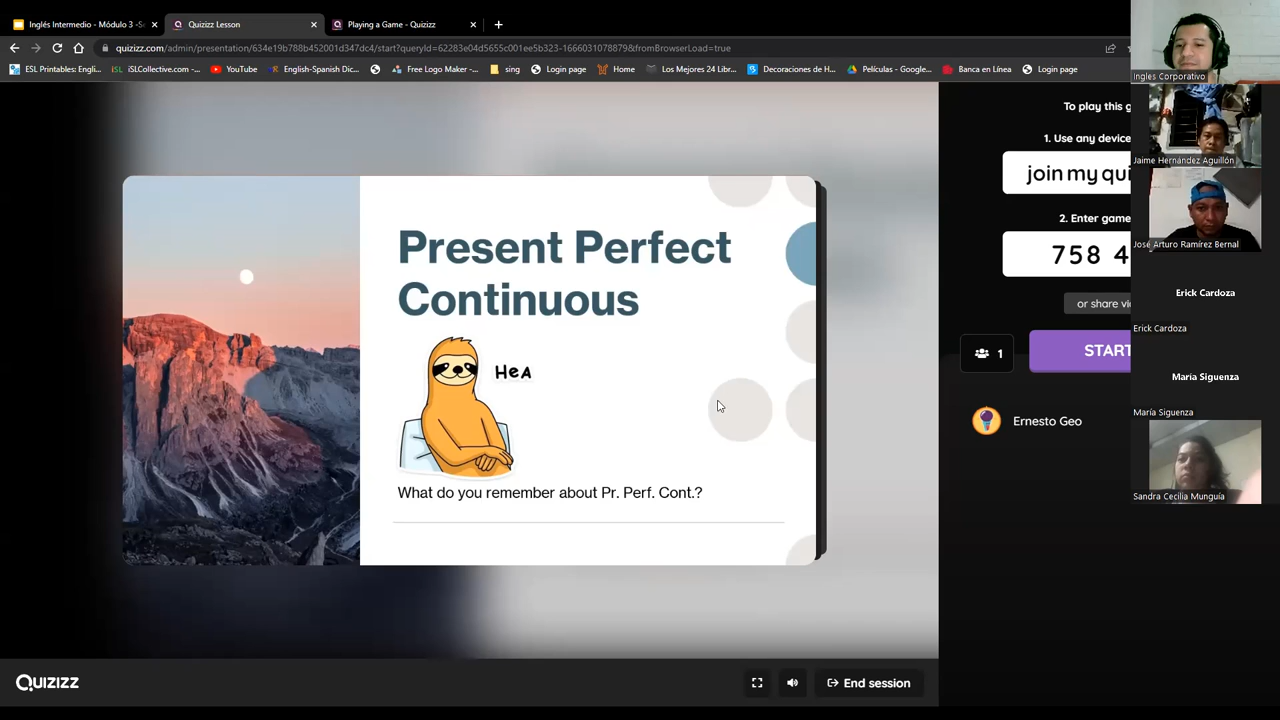 Inglés Intermedio - Módulo 3 -Se
Quizizz Lesson
Playing a Game - Quizizz
quizizz.com/admin/presentation/634e19b788b452001d347dc4/start?queryId=62283e04d5655c001ee5b323-1666031078879&fromBrowserLoad=true
ESL Printables: Engli...
iSLCollective.com -...
YouTube
English-Spanish Dic...
Free Logo Maker -...
sing
Login page
Home
Los Mejores 24 Libr...
Decoraciones de H...
Películas - Google...
Banca en Línea
Login page
Present Perfect
Continuous
HeA
What do you remember about Pr. Perf. Cont.?
To play this g
1. Use any device
join my qui
2. Enter game
758 4
or share vi
1
START
Ernesto Geo
Ingles Corporativo
Jaime Hernández Aguillón
José Arturo Ramírez Bernal
Erick Cardoza
Erick Cardoza
Maria Siguenza
María Siguenza
Sandra Cecilia Munguía
Quizizz
End session